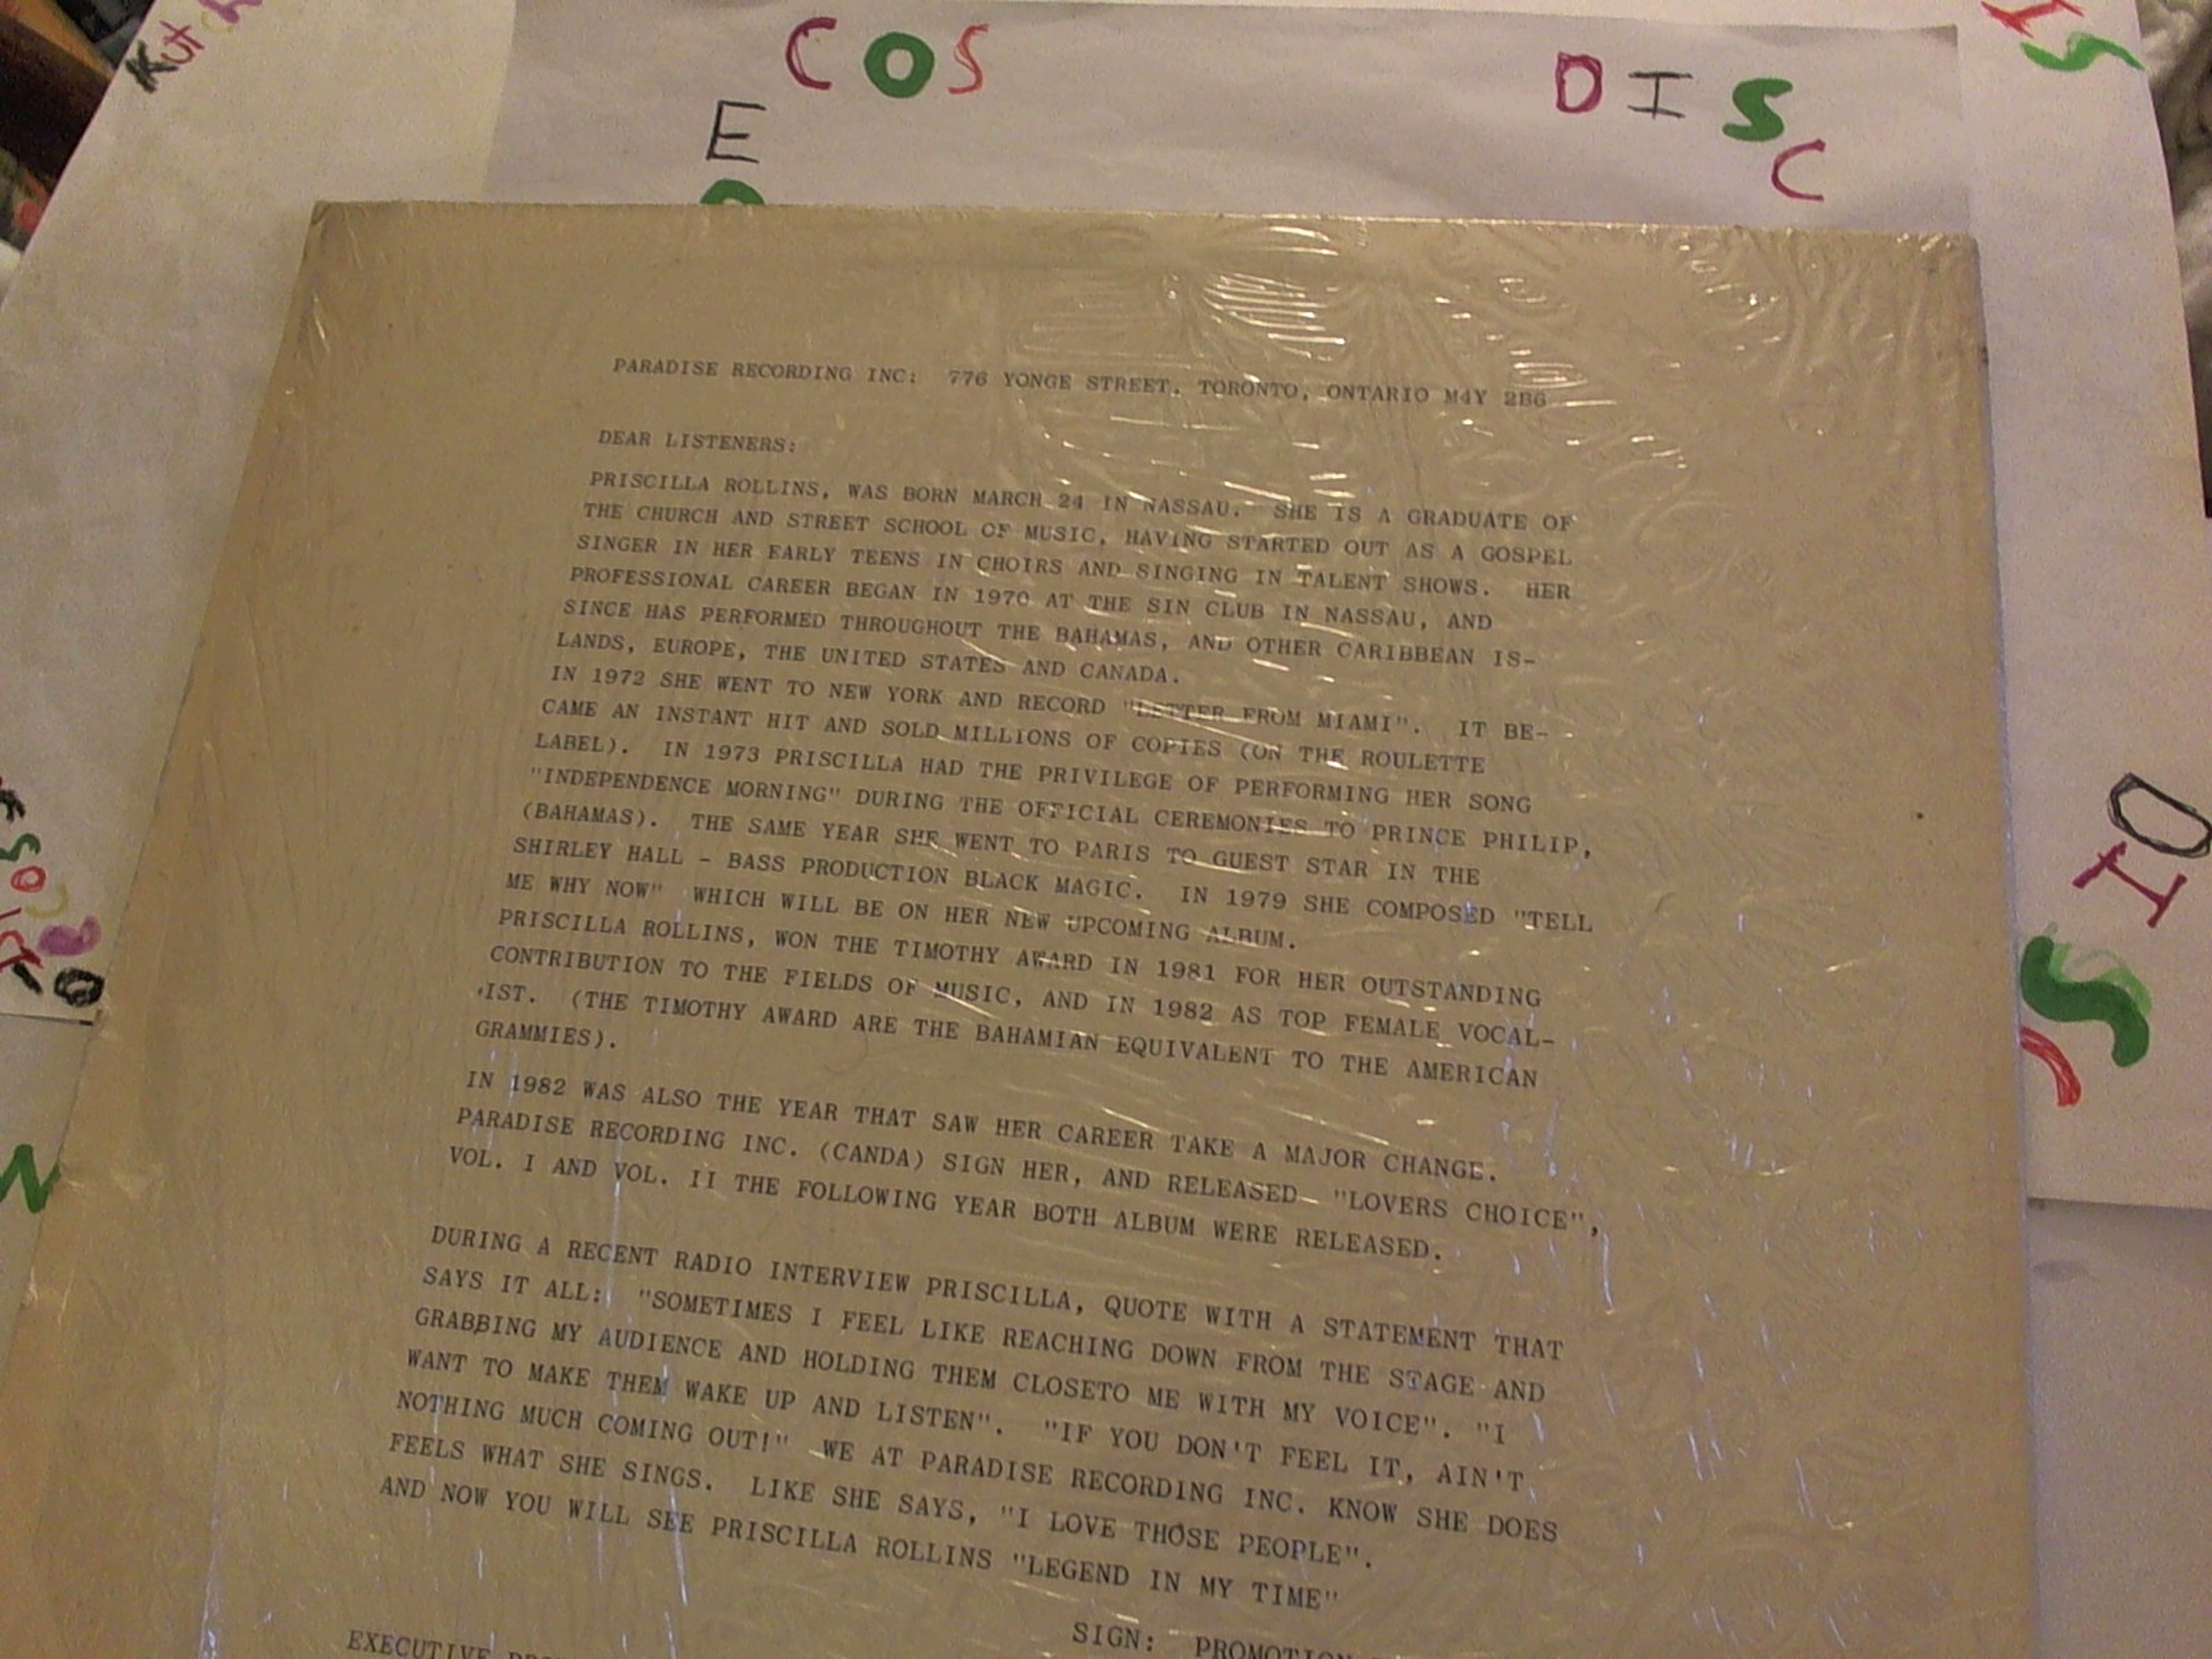 COS
DISC
E
PARADISE RECORDING INC: 776 YONGE STREET. TORONTO, ONTARIO M4Y 2B6
DEAR LISTENERS:
PRISCILLA ROLLINS, WAS BORN MARCH 24 IN NASSAU. SHE IS A GRADUATE OF
THE CHURCH AND STREET SCHOOL OF MUSIC, HAVING STARTED OUT AS A GOSPEL
SINGER IN HER EARLY TEENS IN CHOIRS AND SINGING IN TALENT SHOWS. HER
PROFESSIONAL CAREER BEGAN IN 1970 AT THE SIN CLUB IN NASSAU, AND
SINCE HAS PERFORMED THROUGHOUT THE BAHAMAS, AND OTHER CARIBBEAN IS-
LANDS, EUROPE, THE UNITED STATES AND CANADA.
IN 1972 SHE WENT TO NEW YORK AND RECORD "LETTER FROM MIAMI". IT BE-
CAME AN INSTANT HIT AND SOLD MILLIONS OF COPIES (ON THE ROULETTE
LABEL). IN 1973 PRISCILLA HAD THE PRIVILEGE OF PERFORMING HER SONG
"INDEPENDENCE MORNING" DURING THE OFFICIAL CEREMONIES TO PRINCE PHILIP,
(BAHAMAS). THE SAME YEAR SHE WENT TO PARIS TO GUEST STAR IN THE
SHIRLEY HALL - BASS PRODUCTION BLACK MAGIC. IN 1979 SHE COMPOSED "TELL
ME WHY NOW" WHICH WILL BE ON HER NEW UPCOMING ALBUM.
PRISCILLA ROLLINS, WON THE TIMOTHY AWARD IN 1981 FOR HER OUTSTANDING
CONTRIBUTION TO THE FIELDS OF MUSIC, AND IN 1982 AS TOP FEMALE VOCAL-
IST. (THE TIMOTHY AWARD ARE THE BAHAMIAN EQUIVALENT TO THE AMERICAN
GRAMMIES).
IN 1982 WAS ALSO THE YEAR THAT SAW HER CAREER TAKE A MAJOR CHANGE.
PARADISE RECORDING INC. (CANDA) SIGN HER, AND RELEASED "LOVERS CHOICE",
VOL. I AND VOL. II THE FOLLOWING YEAR BOTH ALBUM WERE RELEASED.
DURING A RECENT RADIO INTERVIEW PRISCILLA, QUOTE WITH A STATEMENT THAT
SAYS IT ALL: "SOMETIMES I FEEL LIKE REACHING DOWN FROM THE STAGE AND
GRABBING MY AUDIENCE AND HOLDING THEM CLOSETO ME WITH MY VOICE". "I
WANT TO MAKE THEM WAKE UP AND LISTEN". "IF YOU DON'T FEEL IT, AIN'T
NOTHING MUCH COMING OUT!" WE AT PARADISE RECORDING INC. KNOW SHE DOES
FEELS WHAT SHE SINGS. LIKE SHE SAYS, "I LOVE THOSE PEOPLE".
AND NOW YOU WILL SEE PRISCILLA ROLLINS "LEGEND IN MY TIME"
SIGN: PROMOTION
EXECUTIVE